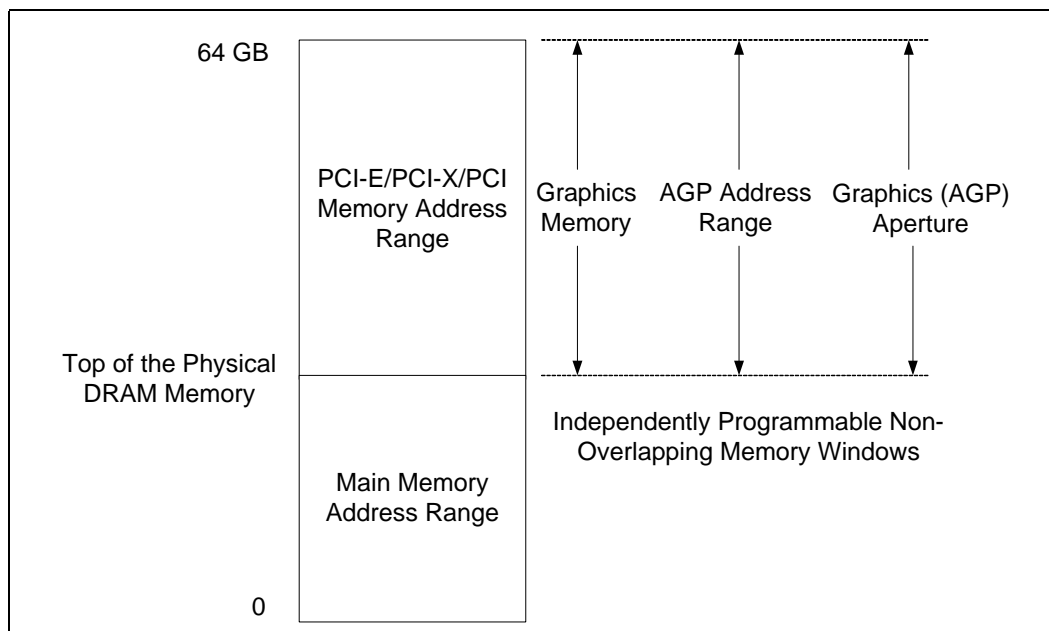 64 GB
PCI-E/PCI-X/PCI
Memory Address
Range
Graphics
Memory
AGP Address
Range
Graphics (AGP)
Aperture
Top of the Physical
DRAM Memory
Independently Programmable Non-
Overlapping Memory Windows
Main Memory
Address Range
0